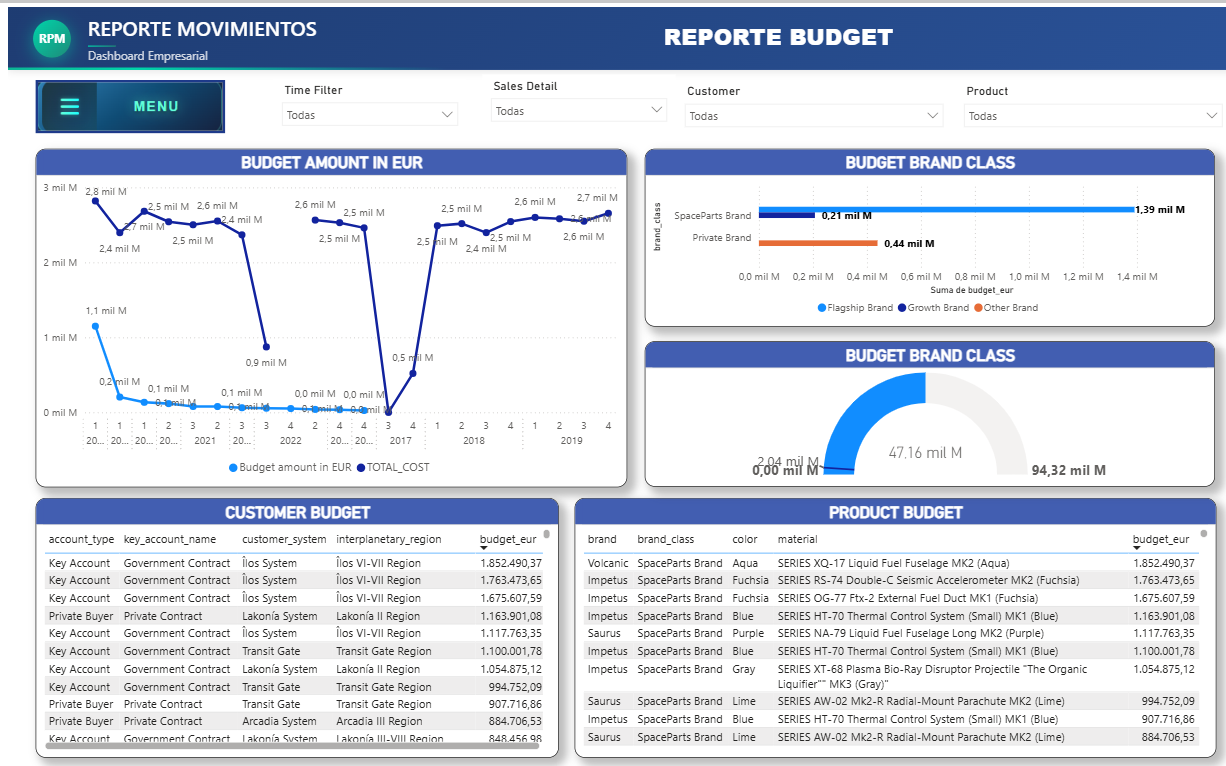 RPM
REPORTE MOVIMIENTOS
Dashboard Empresarial
REPORTE BUDGET
MENU
Time Filter
Todas
Sales Detail
Todas
Customer
Todas
Product
Todas
BUDGET AMOUNT IN EUR
3 mil M
2 mil M
1 mil M
0 mil M
2,8 mil M
2,4 mil M
2,7 mil M
2,5 mil M
2,5 mil M
2,6 mil M
2,4 mil M
0,9 mil M
2,6 mil M
2,5 mil M
2,5 mil M
0,5 mil M
2,5 mil M
2,5 mil M
2,4 mil M
2,5 mil M
2,6 mil M
2,6 mil M
2,6 mil M
2,7 mil M
1,1 mil M
0,2 mil M
0,1 mil M
0,1 mil M
0,1 mil M
0,1 mil M
0,0 mil M
0,1 mil M
0,0 mil M
0,0 mil M
1 1 1 2 3 2 3 4 2 4 4 3 4 1 2 3 4 1 2 3 4
20... 20... 20... 20... 2021 20... 2022 20... 20... 2017 2018 2019
Budget amount in EUR TOTAL_COST
BUDGET BRAND CLASS
brand_class
SpaceParts Brand
Private Brand
1,39 mil M
0,21 mil M
0,44 mil M
0,0 mil M 0,2 mil M 0,4 mil M 0,6 mil M 0,8 mil M 1,0 mil M 1,2 mil M 1,4 mil M
Suma de budget_eur
Flagship Brand Growth Brand Other Brand
BUDGET BRAND CLASS
2,04 mil M
0,00 mil M
47,16 mil M
94,32 mil M
CUSTOMER BUDGET
account_type key_account_name customer_system interplanetary_region budget_eur
Key Account Government Contract Îlos System Îlos VI-VII Region 1.852.490,37
Key Account Government Contract Îlos System Îlos VI-VII Region 1.763.473,65
Key Account Government Contract Îlos System Îlos VI-VII Region 1.675.607,59
Private Buyer Private Contract Lakonía System Lakonía II Region 1.163.901,08
Key Account Government Contract Îlos System Îlos VI-VII Region 1.117.763,35
Key Account Government Contract Transit Gate Transit Gate Region 1.100.001,78
Key Account Government Contract Lakonía System Lakonía II Region 1.054.875,12
Key Account Government Contract Transit Gate Transit Gate Region 994.752,09
Private Buyer Private Contract Transit Gate Transit Gate Region 907.716,86
Private Buyer Private Contract Arcadia System Arcadia III Region 884.706,53
Key Account Government Contract Lakonía System Lakonía III-VIII Region 848.456,98
PRODUCT BUDGET
brand brand_class color material budget_eur
Volcanic SpaceParts Brand Aqua SERIES XQ-17 Liquid Fuel Fuselage MK2 (Aqua) 1.852.490,37
Impetus SpaceParts Brand Fuchsia SERIES RS-74 Double-C Seismic Accelerometer MK2 (Fuchsia) 1.763.473,65
Impetus SpaceParts Brand Fuchsia SERIES OG-77 Ftx-2 External Fuel Duct MK1 (Fuchsia) 1.675.607,59
Impetus SpaceParts Brand Blue SERIES HT-70 Thermal Control System (Small) MK1 (Blue) 1.163.901,08
Saurus SpaceParts Brand Purple SERIES NA-79 Liquid Fuel Fuselage Long MK2 (Purple) 1.117.763,35
Impetus SpaceParts Brand Blue SERIES HT-70 Thermal Control System (Small) MK1 (Blue) 1.100.001,78
Impetus SpaceParts Brand Gray SERIES XT-68 Plasma Bio-Ray Disruptor Projectile "The Organic 1.054.875,12
Liquifier"" MK3 (Gray)"
Saurus SpaceParts Brand Lime SERIES AW-02 Mk2-R Radial-Mount Parachute MK2 (Lime) 994.752,09
Impetus SpaceParts Brand Blue SERIES HT-70 Thermal Control System (Small) MK1 (Blue) 907.716,86
Saurus SpaceParts Brand Lime SERIES AW-02 Mk2-R Radial-Mount Parachute MK2 (Lime) 884.706,53